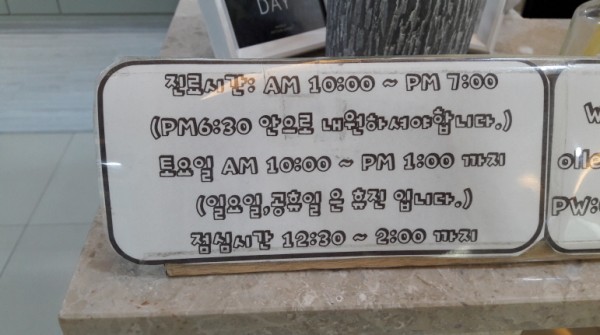 DAY
진료시간: AM 10:00 ~ PM 7:00
(PM6:30 안으로 내원하셔야합니다.)
토요일 AM 10:00 ~ PM 1:00 까지
(일요일,공휴일 은 휴진 입니다.)
점심시간 12:30 ~ 2:00 까지
PW: